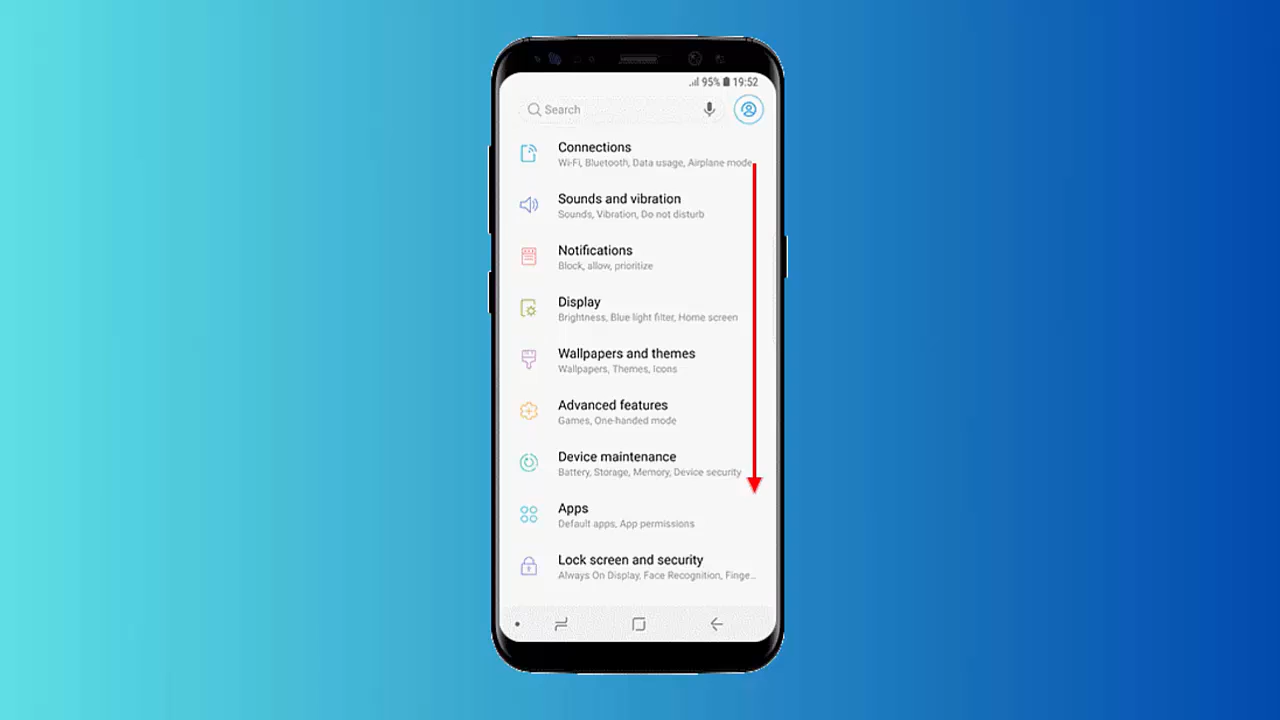 95% 19:52
Search
Connections
Wi-Fi, Bluetooth, Data usage, Airplane mode
Sounds and vibration
Sounds, Vibration, Do not disturb
Notifications
Block, allow, prioritize
Display
Brightness, Blue light filter, Home screen
Wallpapers and themes
Wallpapers, Themes, Icons
Advanced features
Games, One-handed mode
Device maintenance
Battery, Storage, Memory, Device security
Apps
Default apps, App permissions
Lock screen and security
Always On Display, Face Recognition, Finge...